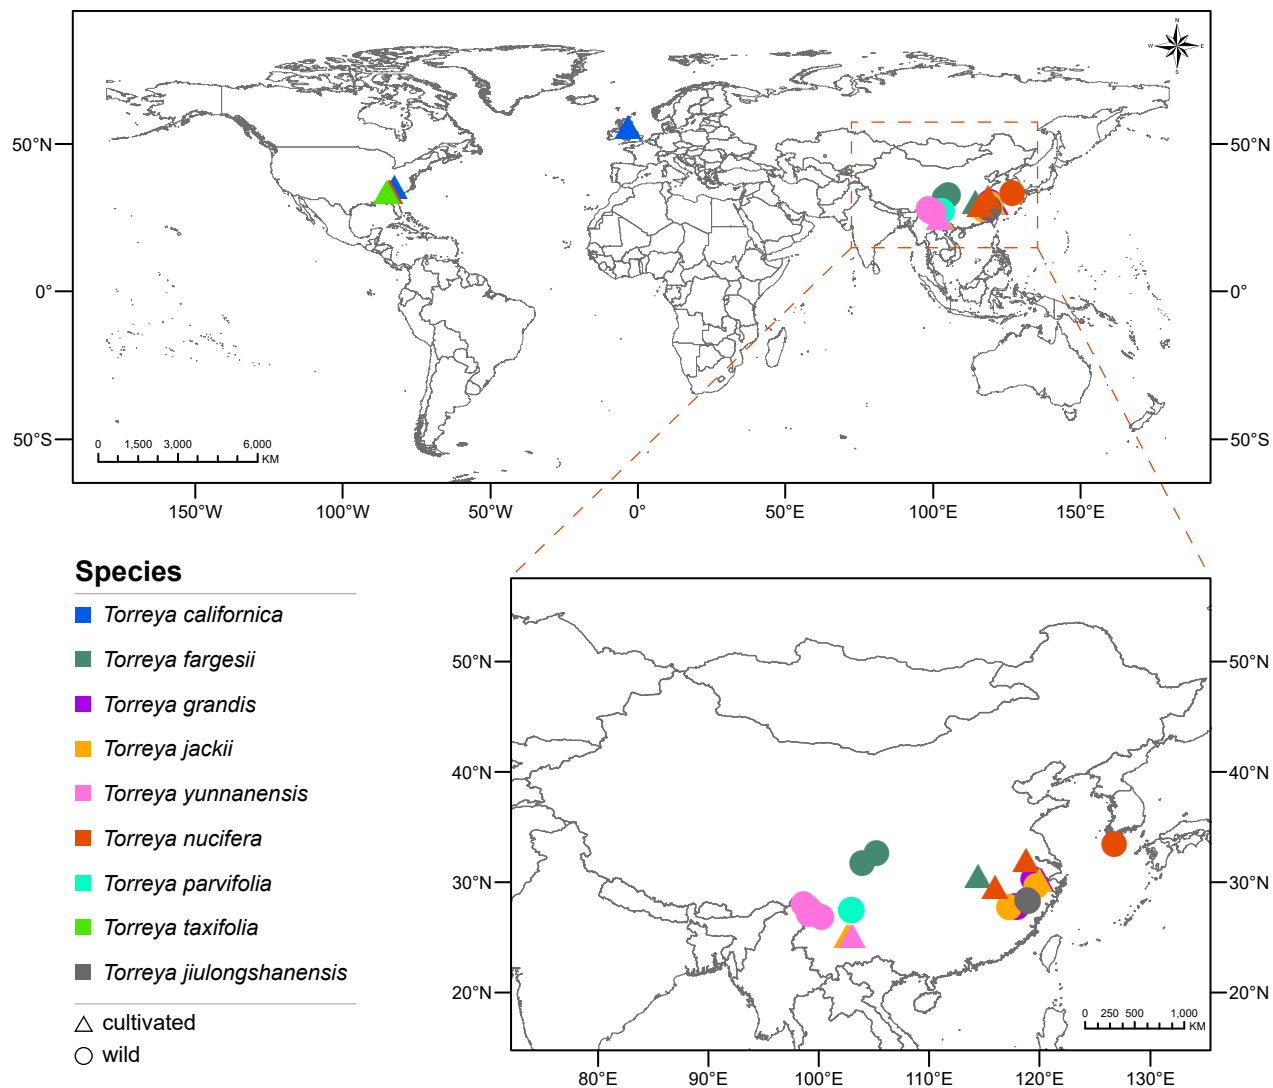 N
W E
S
50°N 50°N
0° 0°
50°S 50°S
0 1,500 3,000 6,000
KM
150°W 100°W 50°W 0° 50°E 100°E 150°E
Species
Torreya californica
Torreya fargesii
Torreya grandis
Torreya jackii
Torreya yunnanensis
Torreya nucifera
Torreya parvifolia
Torreya taxifolia
Torreya jiulongshanensis
cultivated
wild
50°N 50°N
40°N 40°N
30°N 30°N
20°N 20°N
0 250 500 1,000
KM
80°E 90°E 100°E 110°E 120°E 130°E